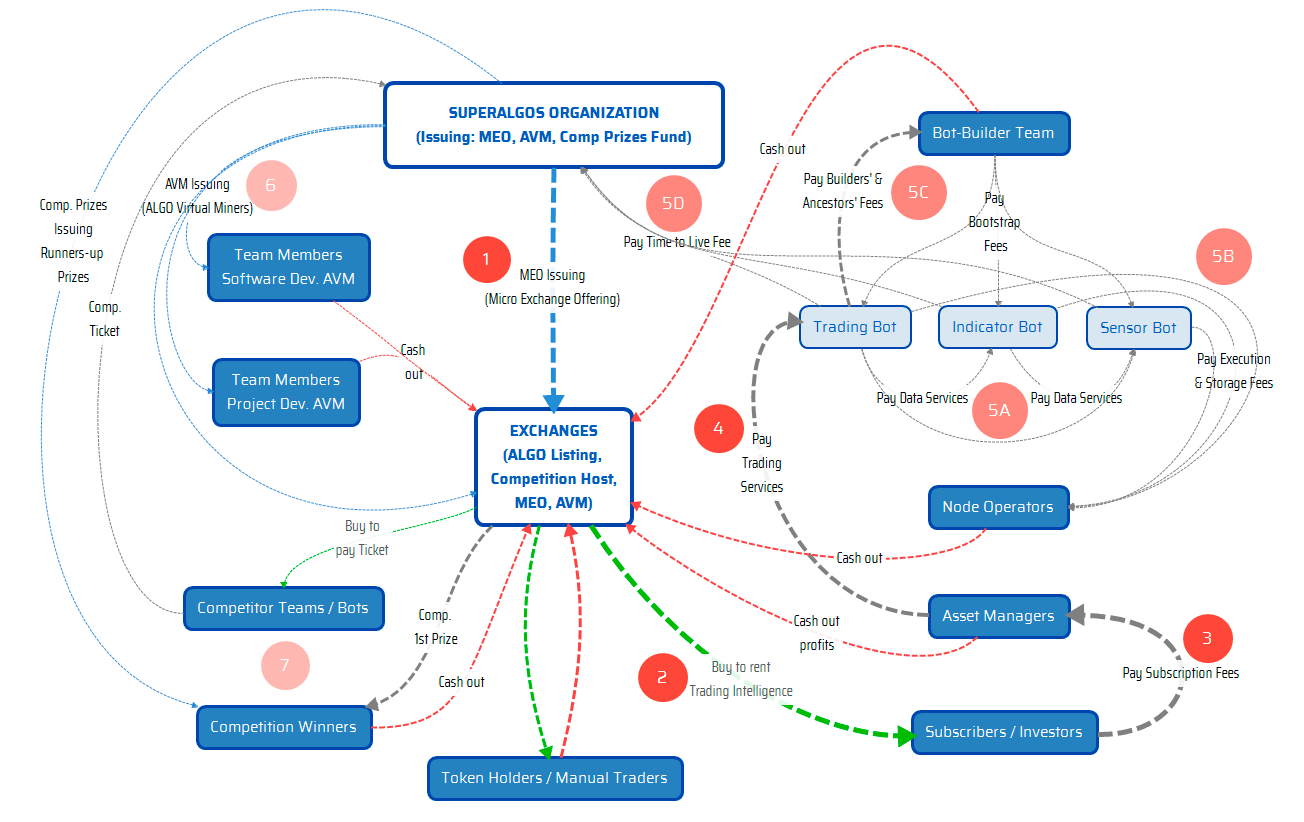 SUPERALGOS ORGANIZATION
(Issuing: MEO, AVM, Comp Prizes Fund)
Bot-Builder Team
Cash out
Pay Builders' &
Ancestors' Fees
5C
Pay
Bootstrap
Fees
5D
Pay Time to Live Fee
5B
AVM Issuing
(ALGO Virtual Miners)
6
Comp. Prizes
Issuing
Runners-up
Prizes
Team Members
Software Dev. AVM
1
MEO Issuing
(Micro Exchange Offering)
Comp.
Ticket
Trading Bot
Indicator Bot
Sensor Bot
Cash
out
Pay Execution
& Storage Fees
Team Members
Project Dev. AVM
Pay Data Services
5A
Pay Data Services
EXCHANGES
(ALGO Listing,
Competition Host,
MEO, AVM)
4
Pay
Trading
Services
Node Operators
Buy to
pay Ticket
Cash out
Competitor Teams / Bots
Comp.
1st Prize
Cash out
profits
Asset Managers
3
Pay Subscription Fees
7
Cash out
2
Buy to rent
Trading Intelligence
Competition Winners
Subscribers / Investors
Token Holders / Manual Traders